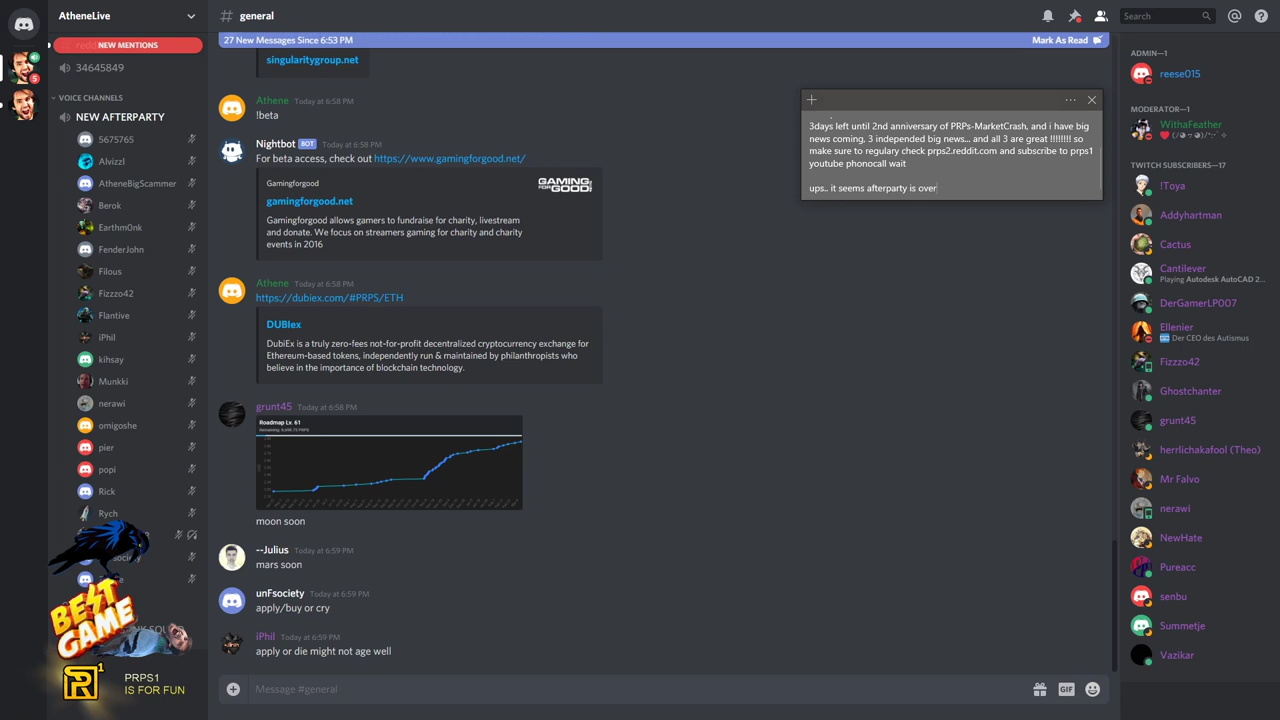 AtheneLive
general
Search
NEW MENTIONS
34645849
VOICE CHANNELS
NEW AFTERPARTY
5675765
Alvizzl
AtheneBigScammer
Berok
Earthm0nk
FenderJohn
Filous
Fizzzo42
Flantive
iPhil
kihsay
Munkki
nerawi
omigoshe
pier
popi
Rick
Rych
BEST
GAME
R1
PRPS1
IS FOR FUN
27 New Messages Since 6:53 PM
Mark As Read
singularitygroup.net
Athene Today at 6:58 PM
!beta
Nightbot BOT Today at 6:58 PM
For beta access, check out https://www.gamingforgood.net/
Gamingforgood
GAMING
FOR GOOD
gamingforgood.net
Gamingforgood allows gamers to fundraise for charity, livestream
and donate. We focus on streamers gaming for charity and charity
events in 2016
Athene Today at 6:58 PM
https://dubiex.com/#PRPS/ETH
DUBIex
DubiEx is a truly zero-fees not-for-profit decentralized cryptocurrency exchange for
Ethereum-based tokens, independently run & maintained by philanthropists who
believe in the importance of blockchain technology.
grunt45 Today at 6:58 PM
Roadmap Lv. 61
moon soon
--Julius Today at 6:59 PM
mars soon
unFsociety Today at 6:59 PM
apply/buy or cry
iPhil Today at 6:59 PM
apply or die might not age well
Message #general
GIF
3days left until 2nd anniversary of PRPs-MarketCrash, and i have big
news coming, 3 independed big news... and all 3 are great !!!!!!!! so
make sure to regulary check prps2.reddit.com and subscribe to prps1
youtube phonocall wait
ups.. it seems afterparty is over
ADMIN—1
reese015
MODERATOR—1
WithaFeather
TWITCH SUBSCRIBERS—17
!Toya
Addyhartman
Cactus
Cantilever
Playing Autodesk AutoCAD 2...
DerGamerLP007
Ellenier
Der CEO des Autismus
Fizzzo42
Ghostchanter
grunt45
herrlichakafool (Theo)
Mr Falvo
nerawi
NewHate
Pureacc
senbu
Summetje
Vazikar